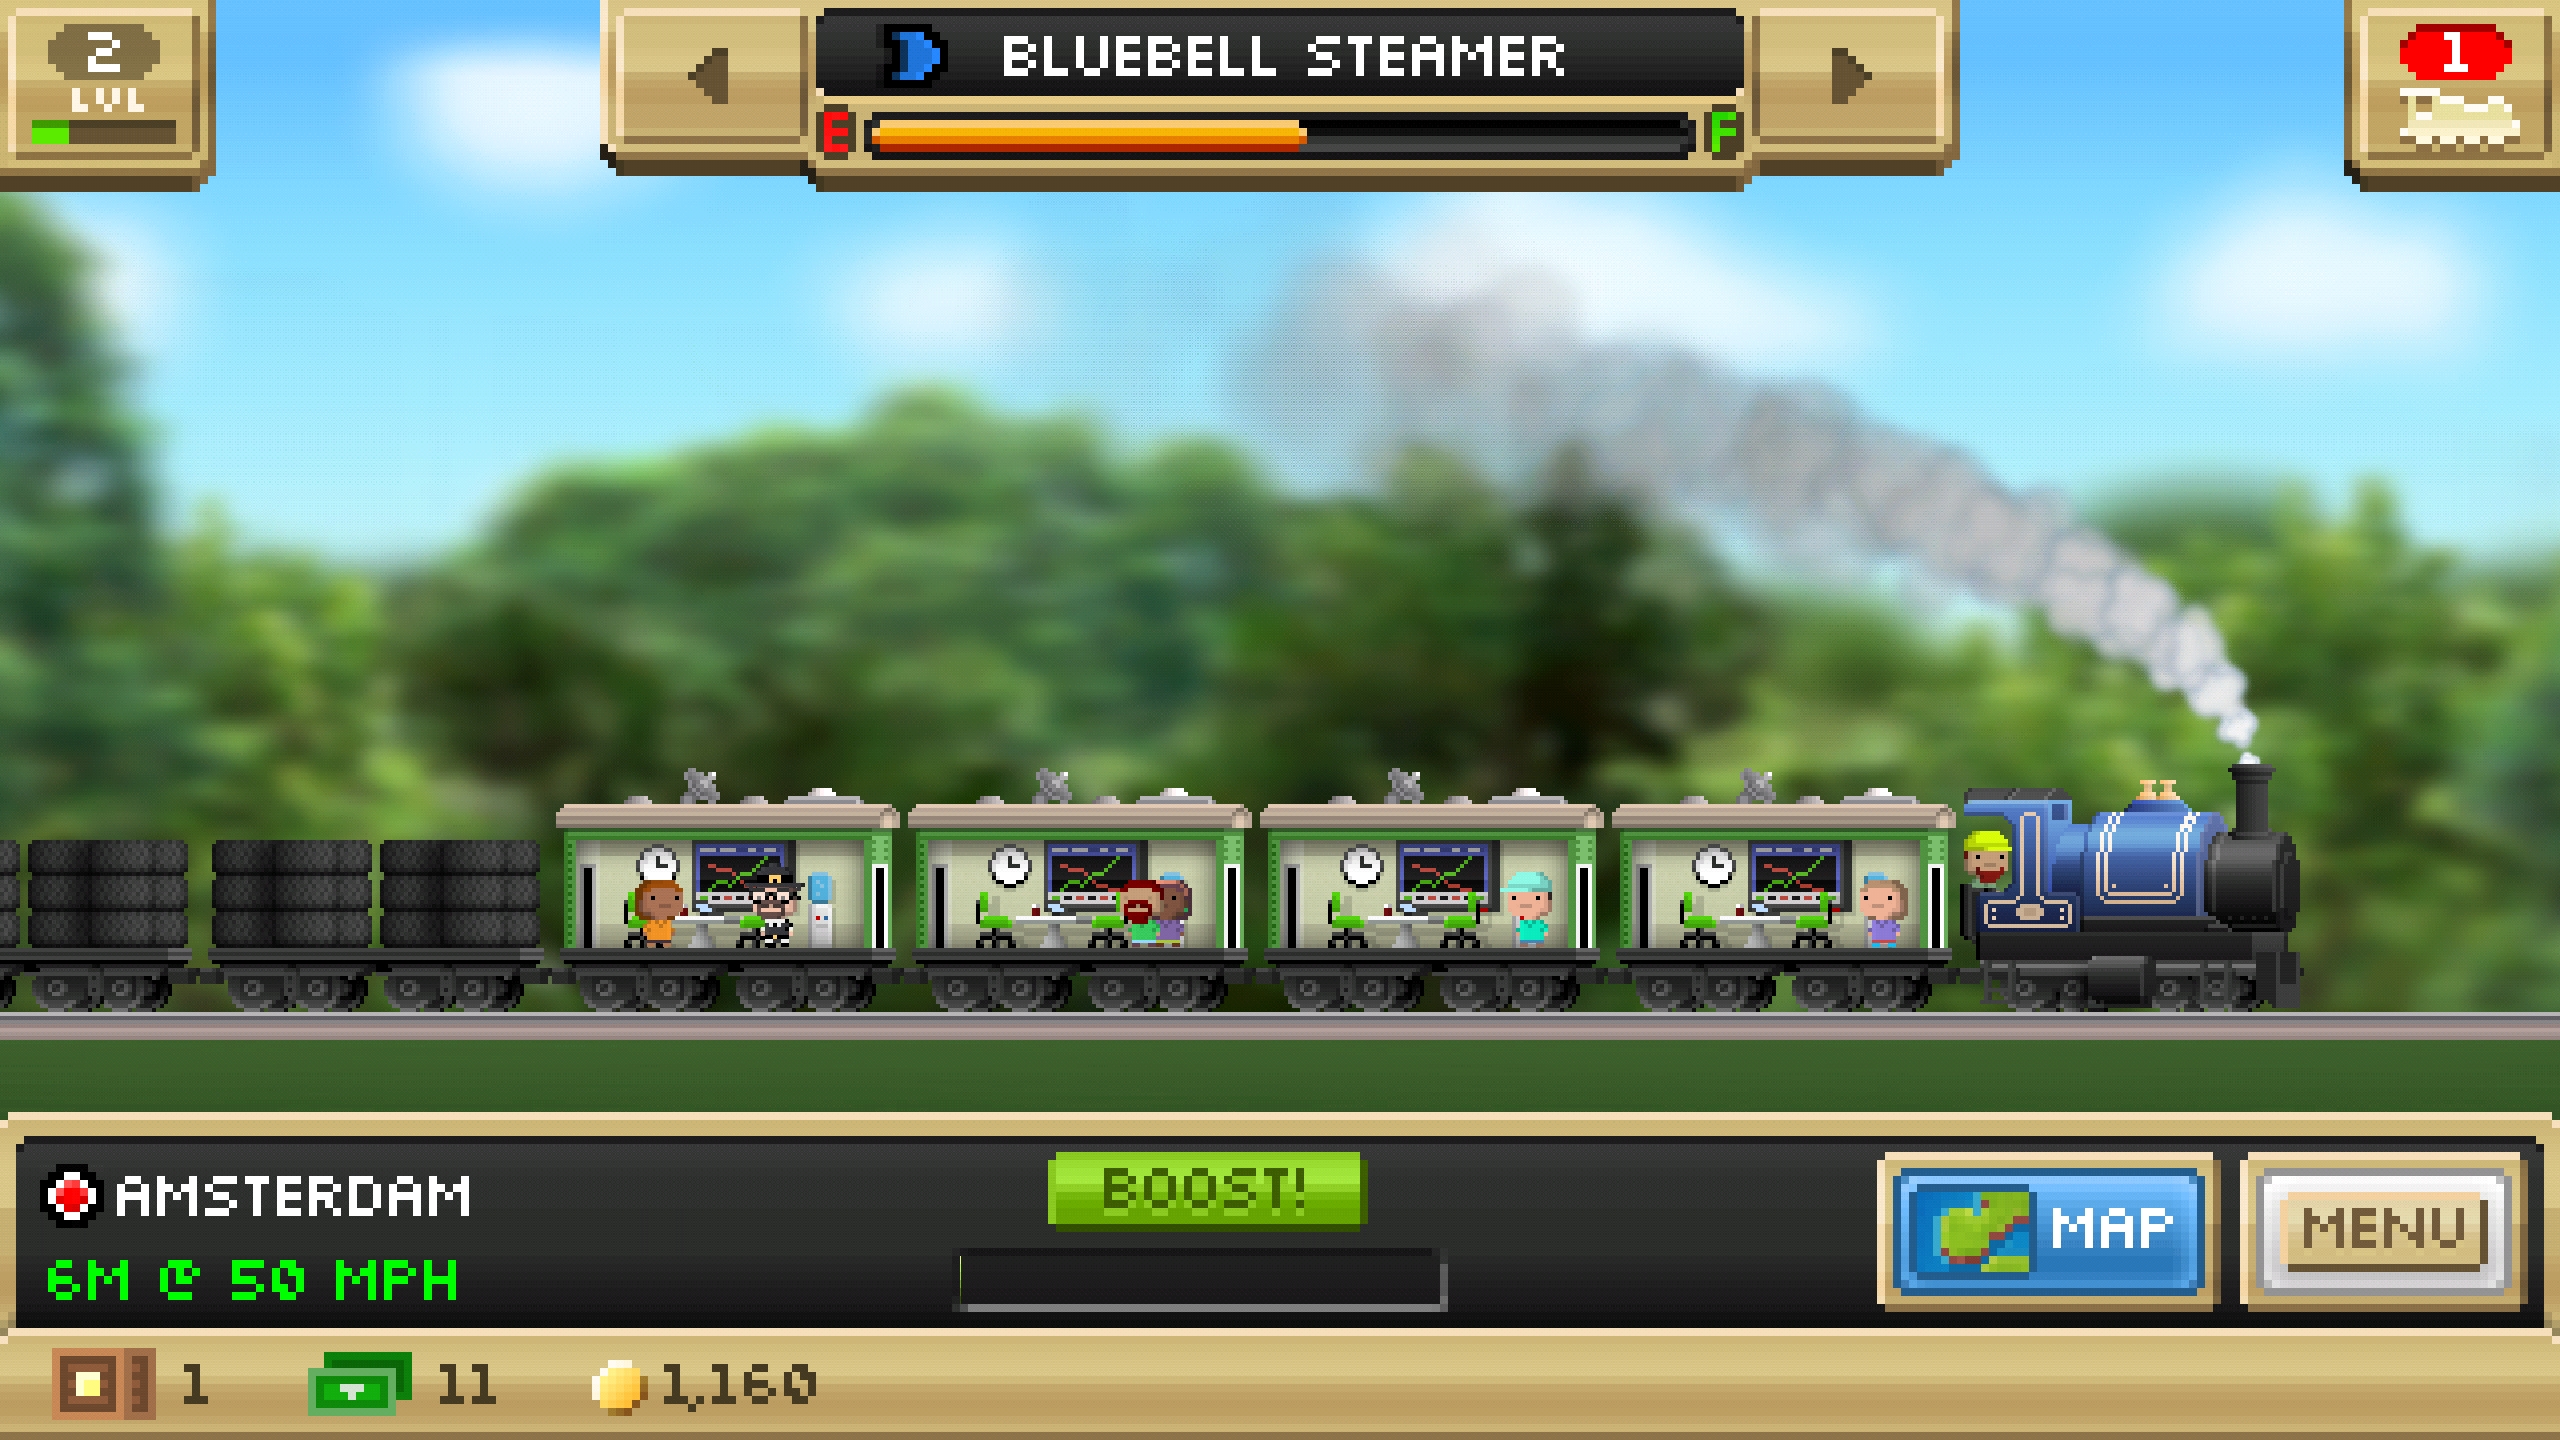 2
LVL
BLUEBELL STEAMER
E
F
1
AMSTERDAM
6M @ 50 MPH
BOOST!
MAP
MENU
1
11
1,160